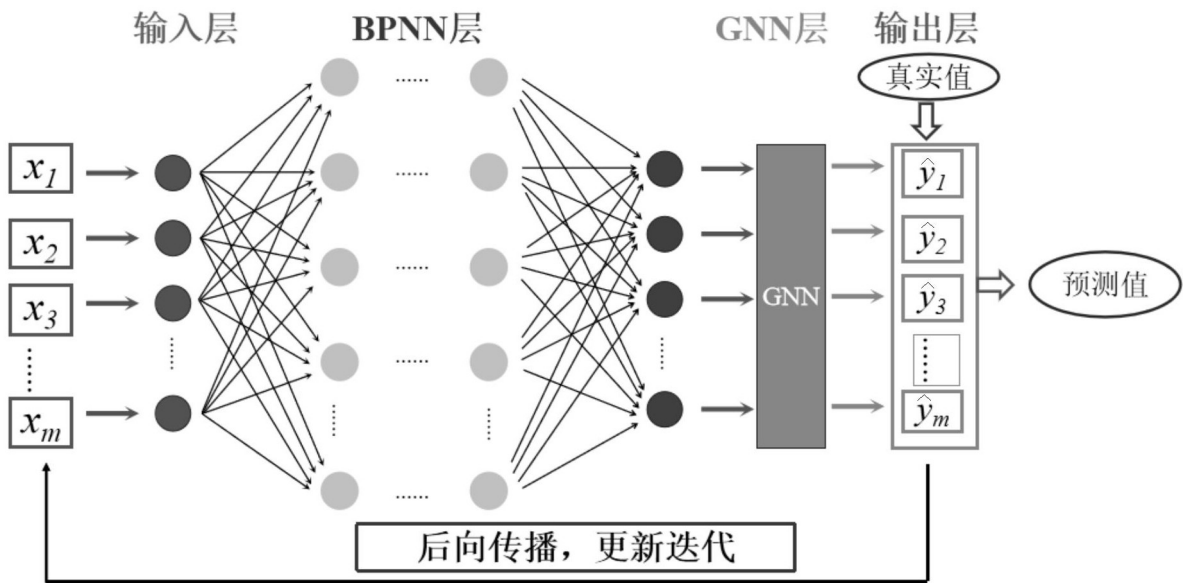 输入层
BPNN层
GNN层
输出层
真实值
x1
x2
x3
......
xm
......
......
......
......
......
......
......
......
......
......
GNN
ŷ1
ŷ2
ŷ3
......
ŷm
预测值
后向传播，更新迭代